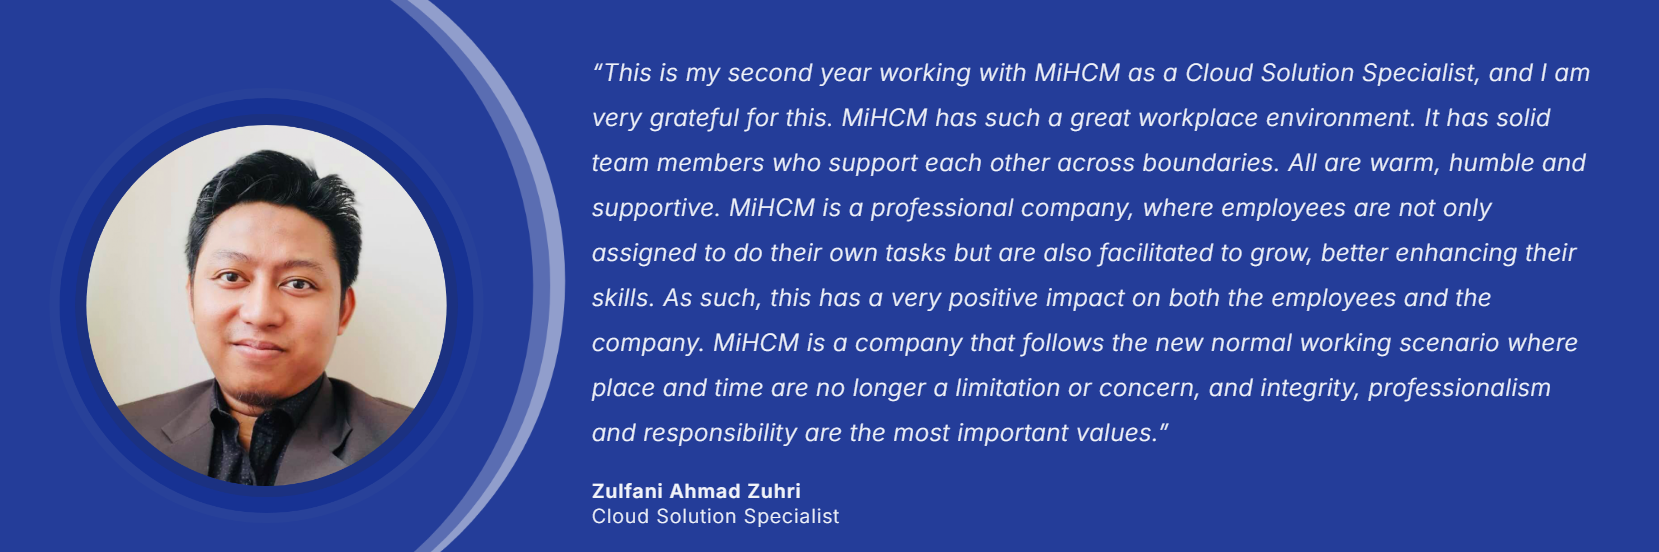 “This is my second year working with MiHCM as a Cloud Solution Specialist, and I am
very grateful for this. MiHCM has such a great workplace environment. It has solid
team members who support each other across boundaries. All are warm, humble and
supportive. MiHCM is a professional company, where employees are not only
assigned to do their own tasks but are also facilitated to grow, better enhancing their
skills. As such, this has a very positive impact on both the employees and the
company. MiHCM is a company that follows the new normal working scenario where
place and time are no longer a limitation or concern, and integrity, professionalism
and responsibility are the most important values.”
Zulfani Ahmad Zuhri
Cloud Solution Specialist